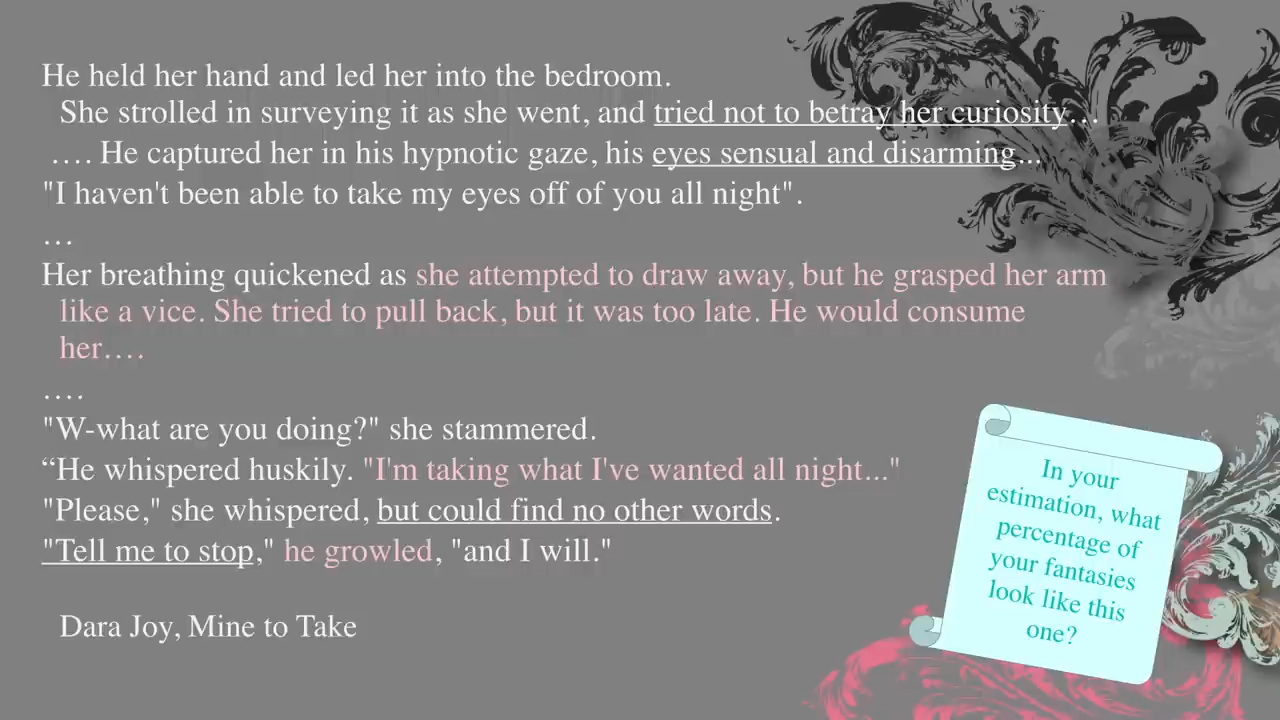 He held her hand and led her into the bedroom.
She strolled in surveying it as she went, and tried not to betray her curiosity…
…. He captured her in his hypnotic gaze, his eyes sensual and disarming...
"I haven't been able to take my eyes off of you all night".
…
Her breathing quickened as she attempted to draw away, but he grasped her arm
like a vice. She tried to pull back, but it was too late. He would consume
her….
….
"W-what are you doing?" she stammered.
“He whispered huskily. "I'm taking what I've wanted all night..."
"Please," she whispered, but could find no other words.
"Tell me to stop," he growled, "and I will."
Dara Joy, Mine to Take
In your
estimation, what
percentage of
your fantasies
look like this
one?